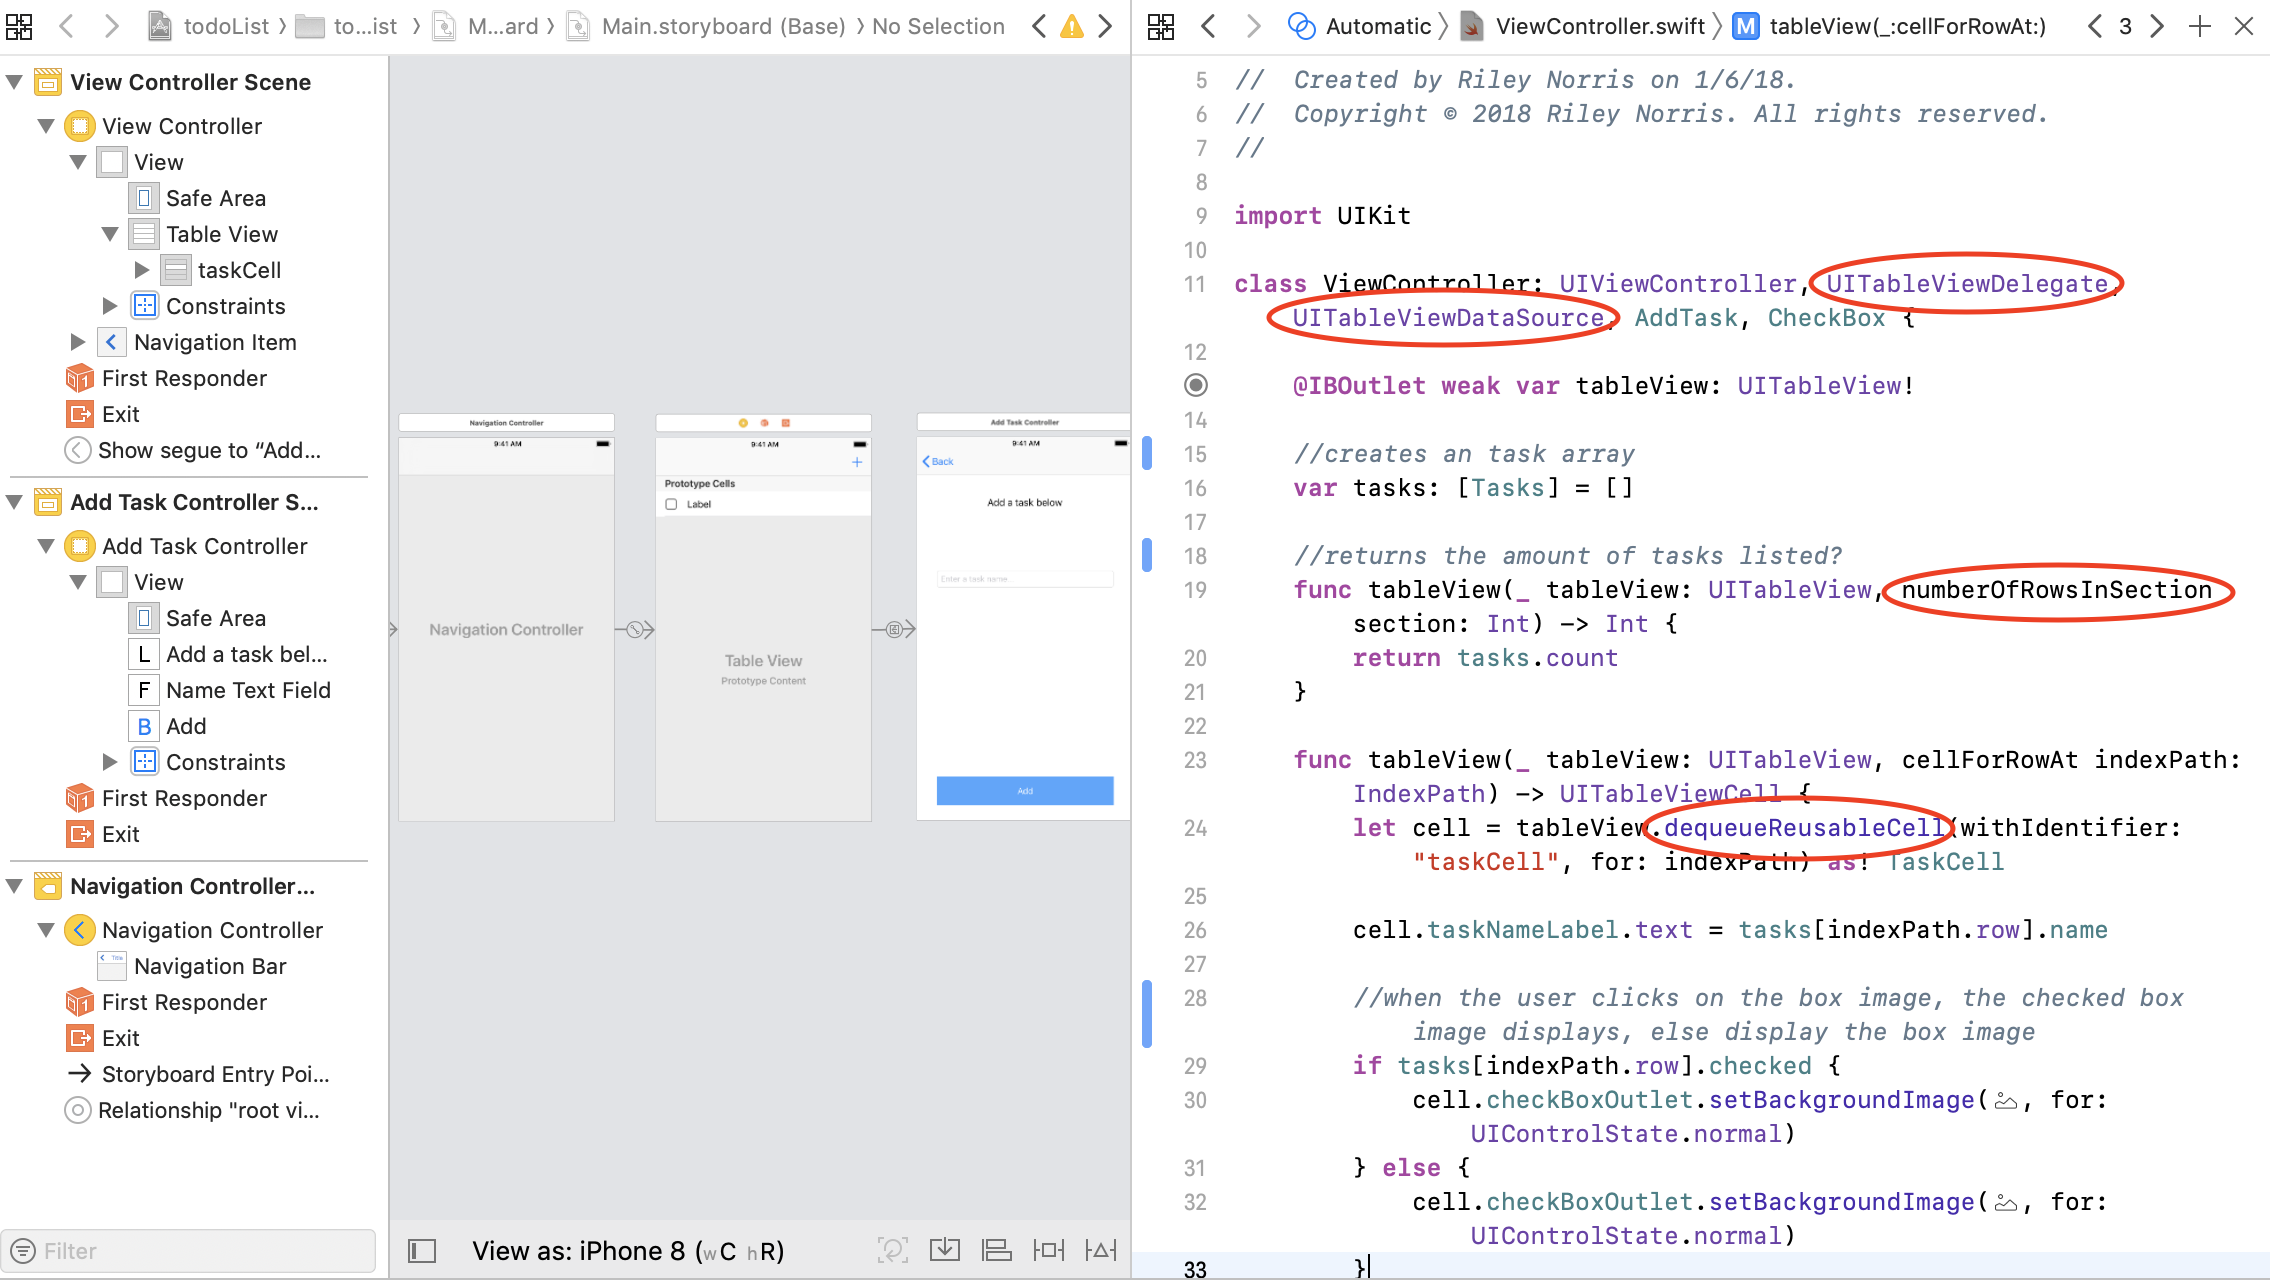 todoList
to...ist
M...ard
Main.storyboard (Base)
No Selection
Automatic
ViewController.swift
M
tableView(_:cellForRowAt:)
3
View Controller Scene
View Controller
View
Safe Area
Table View
taskCell
Constraints
Navigation Item
First Responder
Exit
Show segue to “Add...
Add Task Controller S...
Add Task Controller
View
Safe Area
L Add a task bel...
F Name Text Field
B Add
Constraints
First Responder
Exit
Navigation Controller...
Navigation Controller
Navigation Bar
First Responder
Exit
Storyboard Entry Poi...
Relationship "root vi...
Filter
Navigation Controller
9:41 AM
Navigation Controller
9:41 AM
Prototype Cells
Label
Table View
Prototype Content
Add Task Controller
9:41 AM
Back
Add a task below
Enter a task name...
Add
View as: iPhone 8 (wC hR)
5 //  Created by Riley Norris on 1/6/18.
6 //  Copyright © 2018 Riley Norris. All rights reserved.
7 //
8
9 import UIKit
10
11 class ViewController: UIViewController, UITableViewDelegate,
UITableViewDataSource, AddTask, CheckBox {
12
@IBOutlet weak var tableView: UITableView!
14
15 //creates an task array
16 var tasks: [Tasks] = []
17
18 //returns the amount of tasks listed?
19 func tableView(_ tableView: UITableView, numberOfRowsInSection
section: Int) -> Int {
20 return tasks.count
21 }
22
23 func tableView(_ tableView: UITableView, cellForRowAt indexPath:
IndexPath) -> UITableViewCell {
24 let cell = tableView.dequeueReusableCell(withIdentifier:
"taskCell", for: indexPath) as! TaskCell
25
26 cell.taskNameLabel.text = tasks[indexPath.row].name
27
28 //when the user clicks on the box image, the checked box
image displays, else display the box image
29 if tasks[indexPath.row].checked {
30 cell.checkBoxOutlet.setBackgroundImage(, for:
UIControlState.normal)
31 } else {
32 cell.checkBoxOutlet.setBackgroundImage(, for:
UIControlState.normal)
33 }